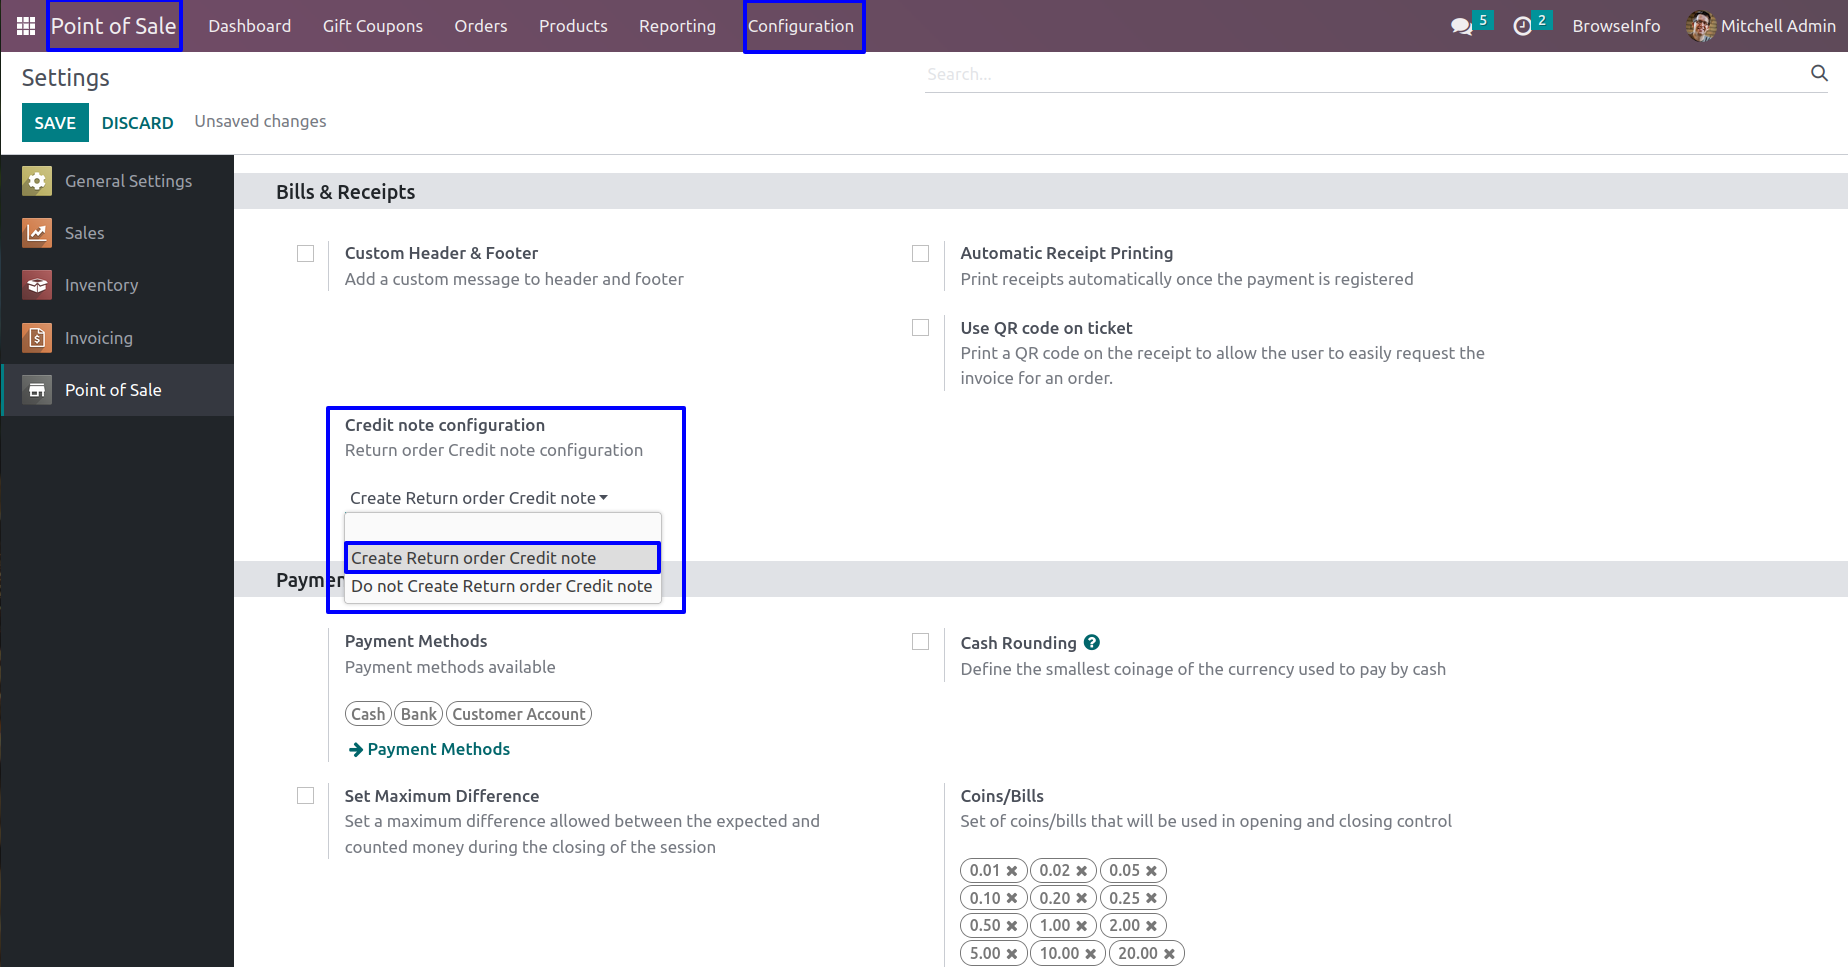 Point of Sale Dashboard Gift Coupons Orders Products Reporting Configuration 5 2 BrowseInfo Mitchell Admin
Settings
Search...
SAVE DISCARD Unsaved changes
General Settings
Sales
Inventory
Invoicing
Point of Sale
Bills & Receipts
Custom Header & Footer
Add a custom message to header and footer
Automatic Receipt Printing
Print receipts automatically once the payment is registered
Use QR code on ticket
Print a QR code on the receipt to allow the user to easily request the
invoice for an order.
Credit note configuration
Return order Credit note configuration
Create Return order Credit note
Create Return order Credit note
Do not Create Return order Credit note
Paymen
Payment Methods
Payment methods available
Cash Bank Customer Account
Payment Methods
Cash Rounding ?
Define the smallest coinage of the currency used to pay by cash
Set Maximum Difference
Set a maximum difference allowed between the expected and
counted money during the closing of the session
Coins/Bills
Set of coins/bills that will be used in opening and closing control
0.01 0.02 0.05
0.10 0.20 0.25
0.50 1.00 2.00
5.00 10.00 20.00